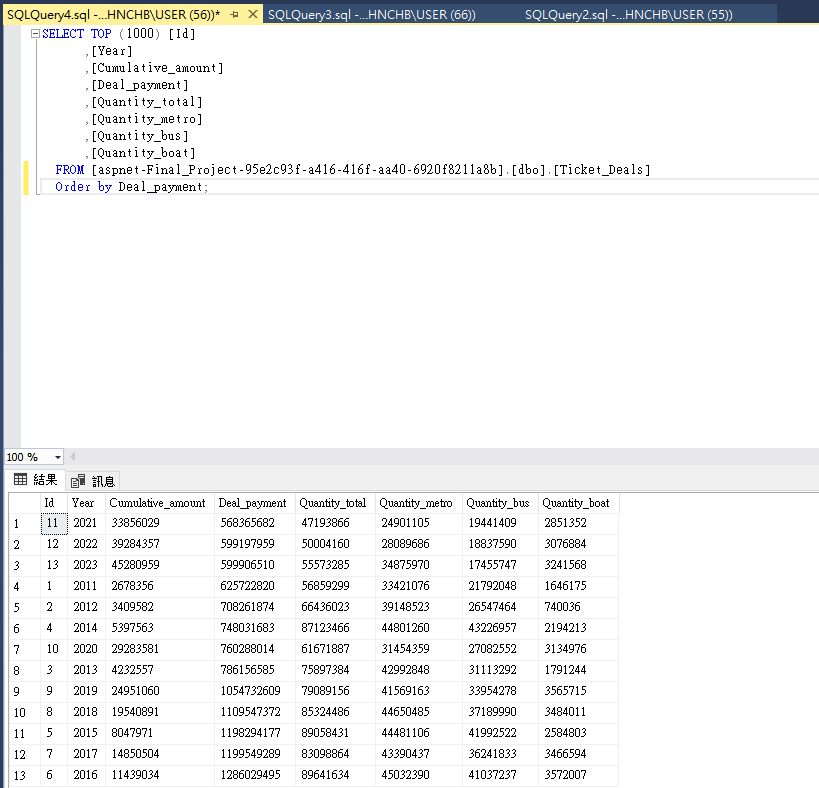 SQLQuery4.sql -...HNCHB\USER (56))* SQLQuery3.sql -...HNCHB\USER (66)) SQLQuery2.sql -...HNCHB\USER (55))
SELECT TOP (1000) [Id]
,[Year]
,[Cumulative_amount]
,[Deal_payment]
,[Quantity_total]
,[Quantity_metro]
,[Quantity_bus]
,[Quantity_boat]
FROM [aspnet-Final_Project-95e2c93f-a416-416f-aa40-6920f8211a8b].[dbo].[Ticket_Deals]
Order by Deal_payment;
100 %
結果 訊息
Id Year Cumulative_amount Deal_payment Quantity_total Quantity_metro Quantity_bus Quantity_boat
1 11 2021 33856029 568365682 47193866 24901105 19441409 2851352
2 12 2022 39284357 599197959 50004160 28089686 18837590 3076884
3 13 2023 45280959 599906510 55573285 34875970 17455747 3241568
4 1 2011 2678356 625722820 56859299 33421076 21792048 1646175
5 2 2012 3409582 708261874 66436023 39148523 26547464 740036
6 4 2014 5397563 748031683 87123466 44801260 43226957 2194213
7 10 2020 29283581 760288014 61671887 31454359 27082552 3134976
8 3 2013 4232557 786156585 75897384 42992848 31113292 1791244
9 9 2019 24951060 1054732609 79089156 41569163 33954278 3565715
10 8 2018 19540891 1109547372 85324486 44650485 37189990 3484011
11 5 2015 8047971 1198294177 89058431 44481106 41992522 2584803
12 7 2017 14850504 1199549289 83098864 43390437 36241833 3466594
13 6 2016 11439034 1286029495 89641634 45032390 41037237 3572007